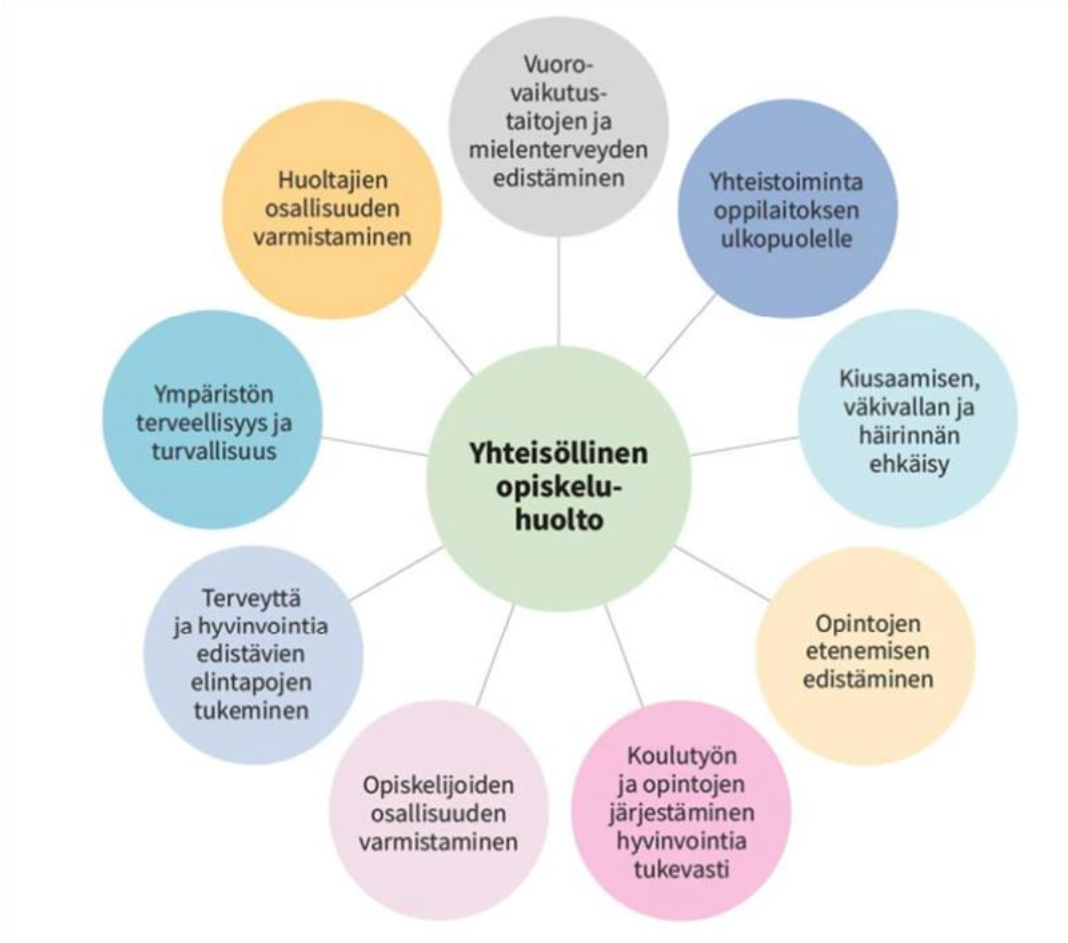 Vuoro-
vaikutus-
taitojen ja
mielenterveyden
edistäminen
Yhteistoiminta
oppilaitoksen
ulkopuolelle
Kiusaamisen,
väkivallan ja
häirinnän
ehkäisy
Opintojen
etenemisen
edistäminen
Koulutyön
ja opintojen
järjestäminen
hyvinvointia
tukevasti
Opiskelijoiden
osallisuuden
varmistaminen
Terveyttä
ja hyvinvointia
edistävien
elintapojen
tukeminen
Ympäristön
terveellisyys ja
turvallisuus
Huoltajien
osallisuuden
varmistaminen
Yhteisöllinen
opiskelu-
huolto